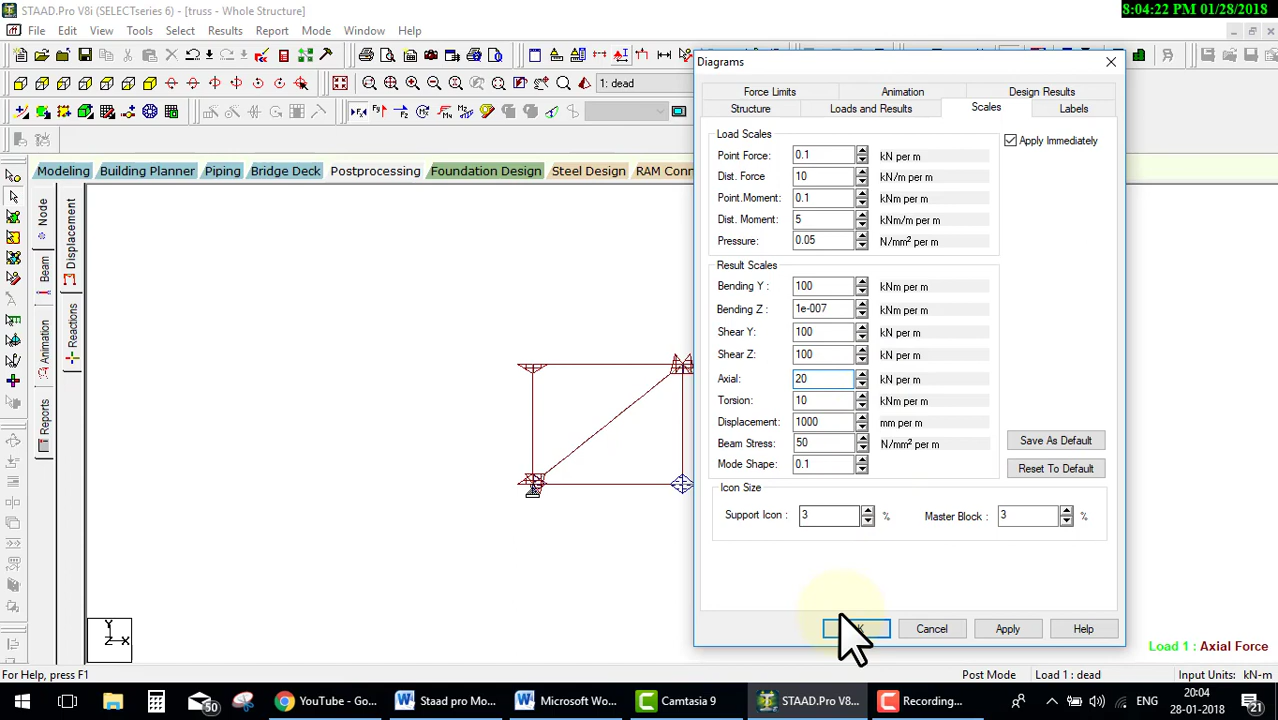 STAAD.Pro V8i (SELECTseries 6) - [truss - Whole Structure]
8:04:22 PM 01/28/2018
File Edit View Tools Select Results Report Mode Window Help
1: dead
Modeling Building Planner Piping Bridge Deck Postprocessing Foundation Design Steel Design RAM Conn
Node
Beam
Animation
Reports
Displacement
Reactions
Diagrams
Force Limits Animation Design Results
Structure Loads and Results Scales Labels
Load Scales
Apply Immediately
Point Force: 0.1 kN per m
Dist. Force 10 kN/m per m
Point.Moment: 0.1 kNm per m
Dist. Moment: 5 kNm/m per m
Pressure: 0.05 N/mm² per m
Result Scales
Bending Y : 100 kNm per m
Bending Z : 1e-007 kNm per m
Shear Y: 100 kN per m
Shear Z: 100 kN per m
Axial: 20 kN per m
Torsion: 10 kNm per m
Displacement: 1000 mm per m
Beam Stress: 50 N/mm² per m
Mode Shape: 0.1
Save As Default
Reset To Default
Icon Size
Support Icon : 3 % Master Block : 3 %
Cancel Apply Help
Y
Z X
Load 1 : Axial Force
For Help, press F1
Post Mode Load 1 : dead Input Units: kN-m
50 YouTube - Go... Staad pro Mo... Microsoft Wo... Camtasia 9 STAAD.Pro V8... Recording... ENG 20:04
28-01-2018 21